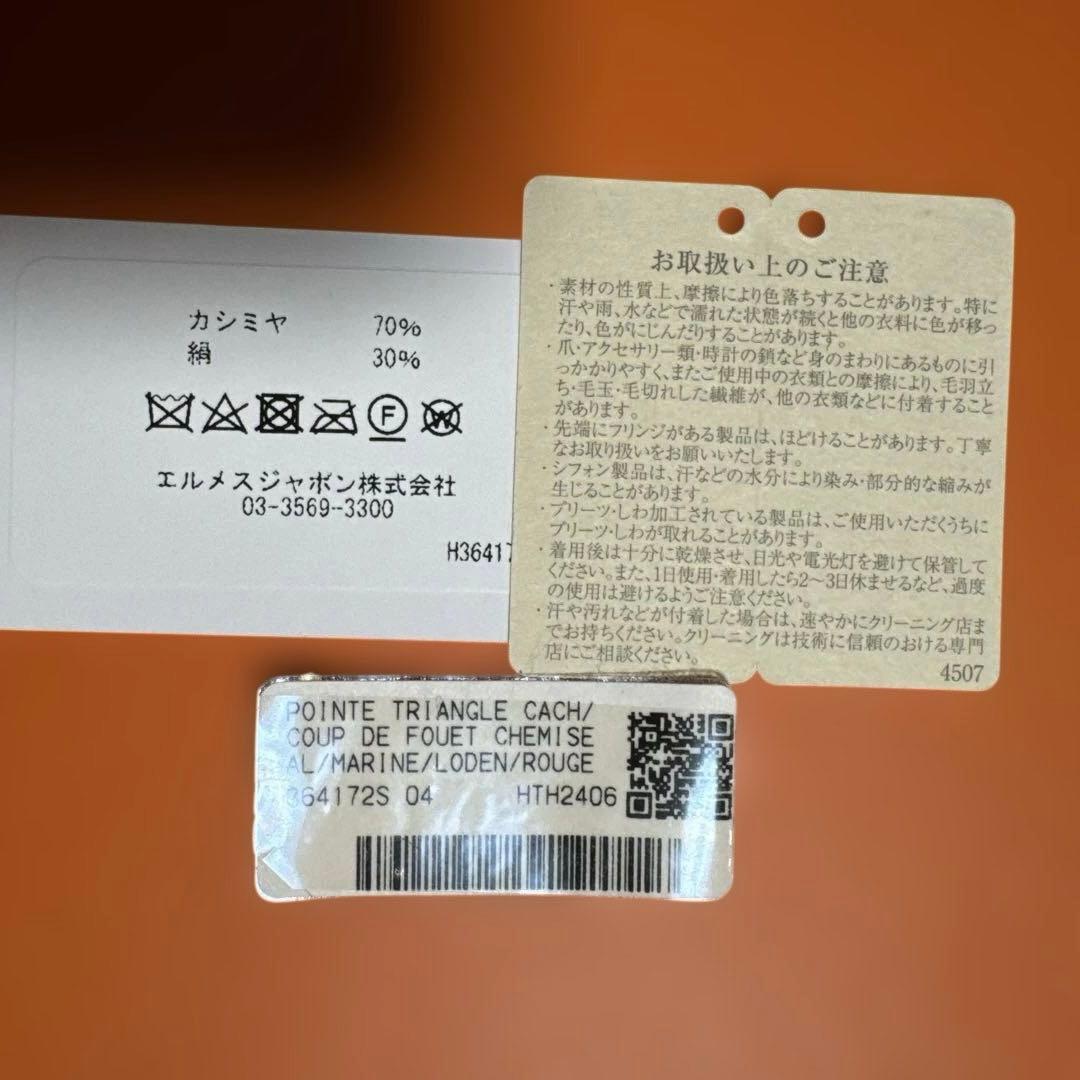 カシミヤ 70%
絹 30%
F W
エルメスジャポン株式会社
03-3569-3300
H36417
お取扱い上のご注意
・素材の性質上、摩擦により色落ちすることがあります。特に
汗や雨、水などで濡れた状態が続くと他の衣料に色が移っ
たり、色がにじんだりすることがあります。
・爪・アクセサリー類・時計の鎖など身のまわりにあるものに引
っかかりやすく、またご使用中の衣類との摩擦により、毛羽立
ち・毛玉・毛切れした繊維が、他の衣類などに付着すること
があります。
・先端にフリンジがある製品は、ほどけることがあります。丁寧
なお取り扱いをお願いいたします。
・シフォン製品は、汗などの水分により染み・部分的な縮みが
生じることがあります。
・プリーツ・しわ加工されている製品は、ご使用いただくうちに
プリーツ・しわが取れることがあります。
・着用後は十分に乾燥させ、日光や電光灯を避けて保管して
ください。また、1日使用・着用したら2〜3日休ませるなど、過度
の使用は避けるようご注意ください。
・汗や汚れなどが付着した場合は、速やかにクリーニング店ま
でお持ちください。クリーニングは技術に信頼のおける専門
店にご相談ください。
4507
POINTE TRIANGLE CACH/
COUP DE FOUET CHEMISE
AL/MARINE/LODEN/ROUGE
364172S 04 HTH2406